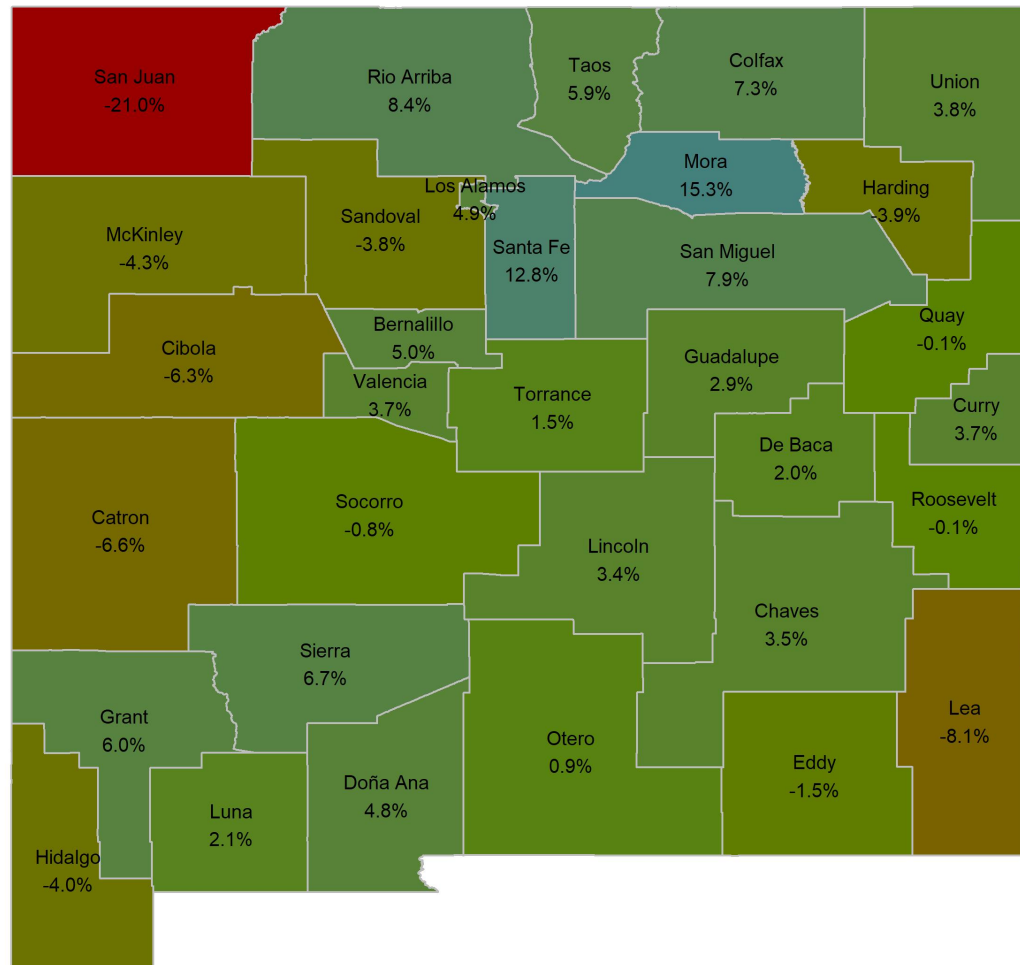 San Juan
-21.0%
Rio Arriba
8.4%
Taos
5.9%
Colfax
7.3%
Union
3.8%
Mora
15.3%
Harding
-3.9%
Los Alamos
4.9%
Sandoval
-3.8%
McKinley
-4.3%
Santa Fe
12.8%
San Miguel
7.9%
Quay
-0.1%
Bernalillo
5.0%
Cibola
-6.3%
Valencia
3.7%
Torrance
1.5%
Guadalupe
2.9%
Curry
3.7%
De Baca
2.0%
Roosevelt
-0.1%
Catron
-6.6%
Socorro
-0.8%
Lincoln
3.4%
Chaves
3.5%
Sierra
6.7%
Grant
6.0%
Otero
0.9%
Lea
-8.1%
Eddy
-1.5%
Doña Ana
4.8%
Luna
2.1%
Hidalgo
-4.0%